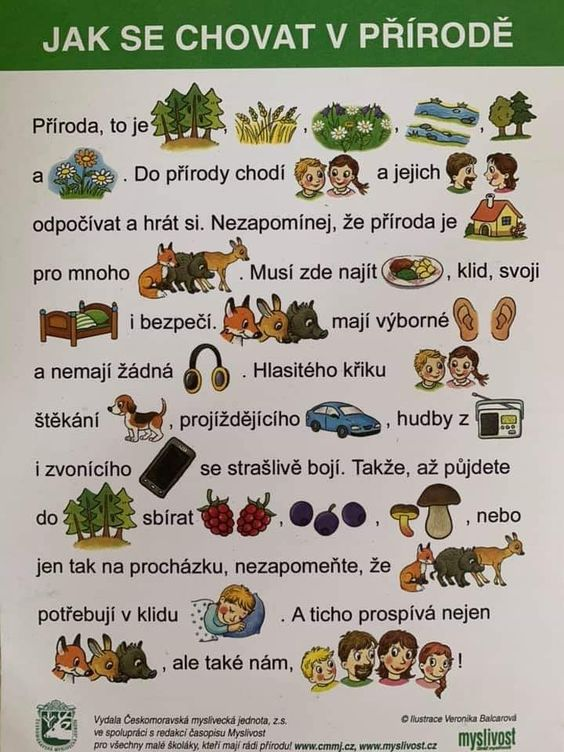 JAK SE CHOVAT V PŘÍRODĚ
Příroda, to je , , ,
a . Do přírody chodí a jejich
odpočívat a hrát si. Nezapomínej, že příroda je
pro mnoho . Musí zde najít , klid, svoji
i bezpečí. mají výborné
a nemají žádná . Hlasitého křiku
štěkání , projíždějícího , hudby z
i zvonícího se strašlivě bojí. Takže, až půjdete
do sbírat , , , nebo
jen tak na procházku, nezapomeňte, že
potřebují v klidu . A ticho prospívá nejen
, ale také nám, !
Vydala Českomoravská myslivecká jednota, z.s.
ve spolupráci s redakcí časopisu Myslivost
pro všechny malé školáky, kteří mají rádi přírodu! www.cmmj.cz, www.myslivost.cz
© Ilustrace Veronika Balcarová
myslivost